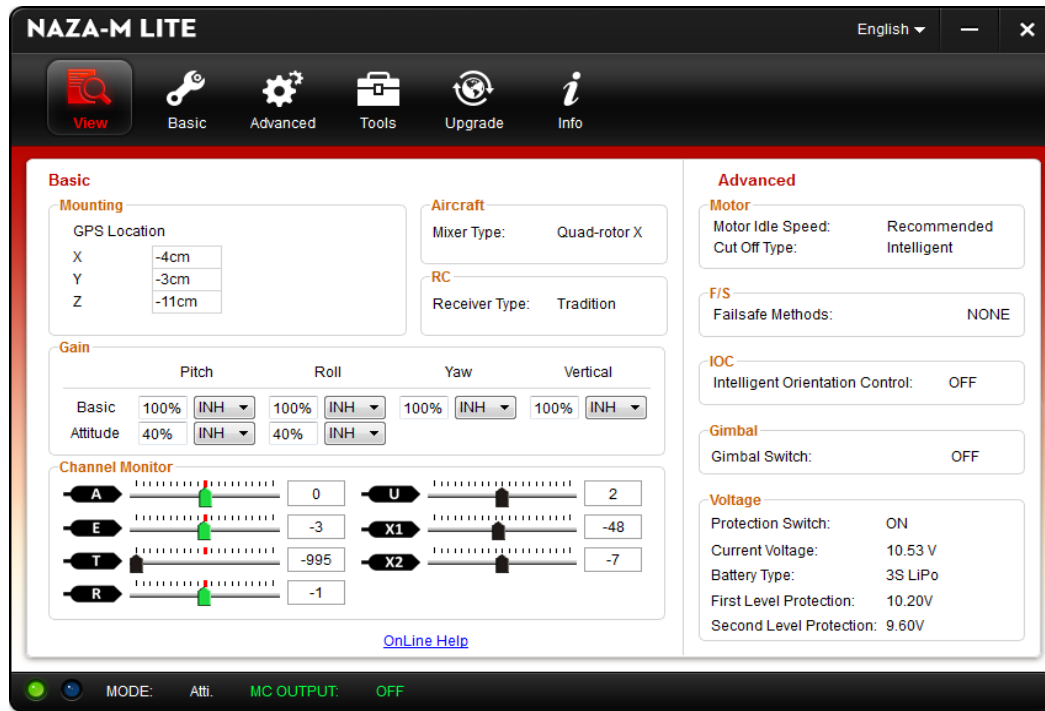 NAZA-M LITE
English
View Basic Advanced Tools Upgrade Info
Basic
Mounting
GPS Location
X -4cm
Y -3cm
Z -11cm
Aircraft
Mixer Type: Quad-rotor X
RC
Receiver Type: Tradition
Gain
Pitch Roll Yaw Vertical
Basic 100% INH 100% INH 100% INH 100% INH
Attitude 40% INH 40% INH
Channel Monitor
A 0 U 2
E -3 X1 -48
T -995 X2 -7
R -1
OnLine Help
Advanced
Motor
Motor Idle Speed: Recommended
Cut Off Type: Intelligent
F/S
Failsafe Methods: NONE
IOC
Intelligent Orientation Control: OFF
Gimbal
Gimbal Switch: OFF
Voltage
Protection Switch: ON
Current Voltage: 10.53 V
Battery Type: 3S LiPo
First Level Protection: 10.20V
Second Level Protection: 9.60V
MODE: Atti. MC OUTPUT: OFF